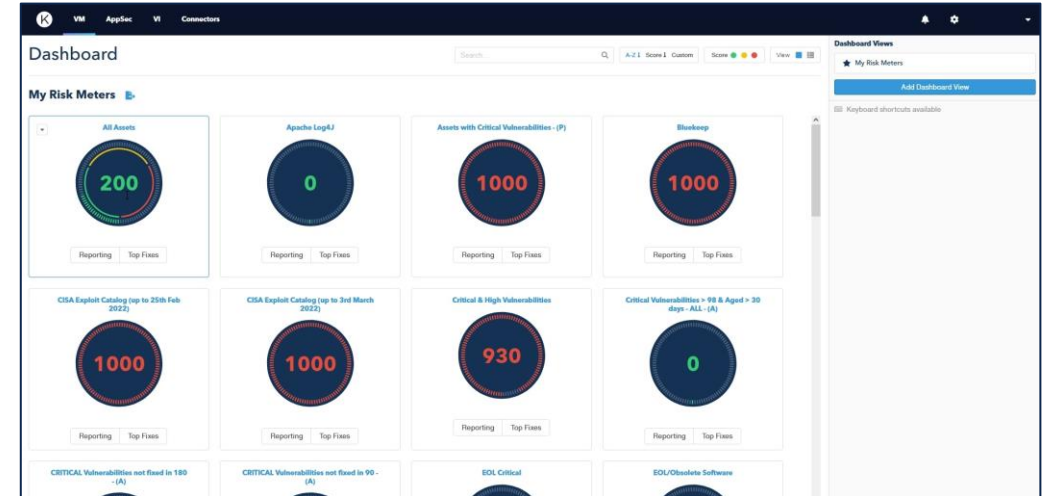 K VM AppSec VI Connectors
Dashboard
Search
A-Z Score Custom
Score
View
Dashboard Views
My Risk Meters
Add Dashboard View
Keyboard shortcuts available
My Risk Meters
All Assets
200
Reporting Top Fixes
Apache Log4J
0
Reporting Top Fixes
Assets with Critical Vulnerabilities - (P)
1000
Reporting Top Fixes
Bluekeep
1000
Reporting Top Fixes
CISA Exploit Catalog (up to 25th Feb
2022)
1000
Reporting Top Fixes
CISA Exploit Catalog (up to 3rd March
2022)
1000
Reporting Top Fixes
Critical & High Vulnerabilities
930
Reporting Top Fixes
Critical Vulnerabilities > 98 & Aged > 30
days - ALL - (A)
0
Reporting Top Fixes
CRITICAL Vulnerabilities not fixed in 180
- (A)
CRITICAL Vulnerabilities not fixed in 90 -
(A)
EOL Critical
EOL/Obsolete Software